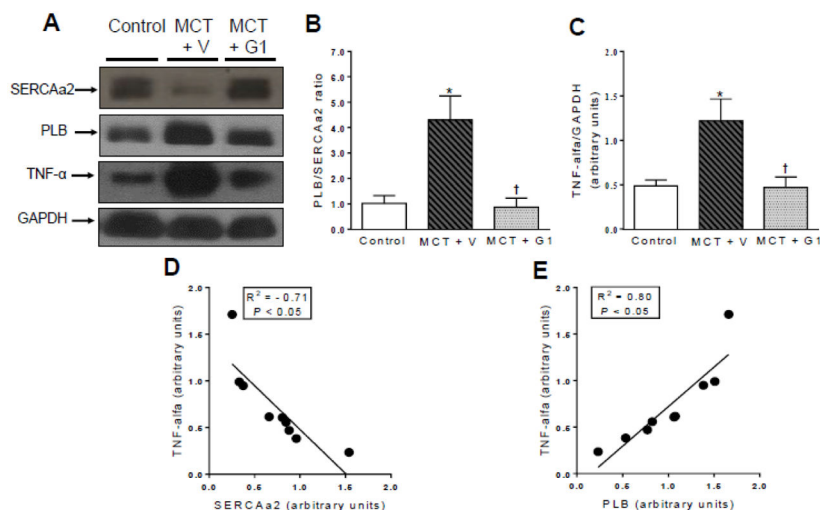 A
Control MCT MCT
+ V + G1
SERCAa2
PLB
TNF-α
GAPDH
B
PLB/SERCAa2 ratio
7.0
6.0
5.0
4.0
3.0
2.0
1.0
0.0
*
†
Control MCT + V MCT + G1
C
TNF-alfa/GAPDH
(arbitrary units)
2.0
1.5
1.0
0.5
0.0
*
†
Control MCT + V MCT + G1
D
TNF-alfa (arbitrary units)
2.0
1.5
1.0
0.5
0.0
R² = - 0.71
P < 0.05
0.0 0.5 1.0 1.5 2.0
SERCAa2 (arbitrary units)
E
TNF-alfa (arbitrary units)
2.0
1.5
1.0
0.5
0.0
R² = 0.80
P < 0.05
0.0 0.5 1.0 1.5 2.0
PLB (arbitrary units)